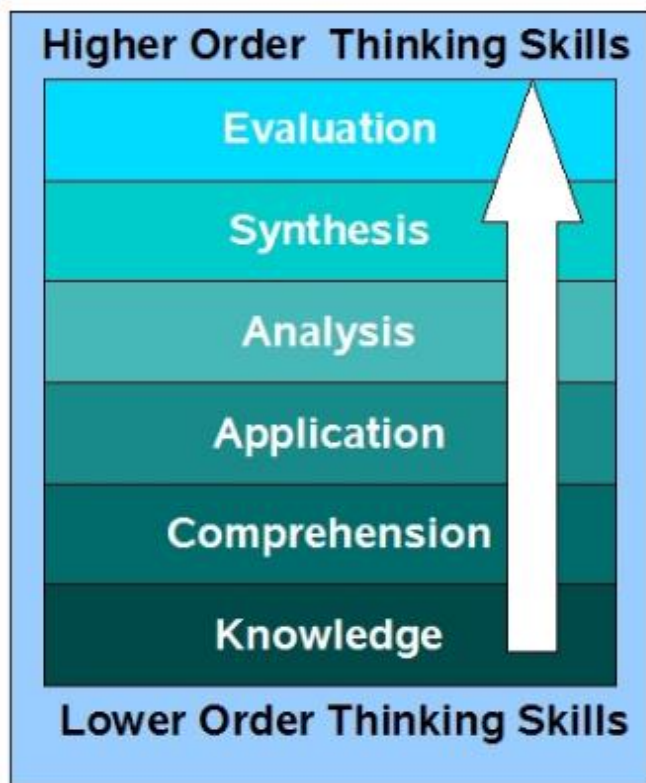 Higher Order Thinking Skills
Evaluation
Synthesis
Analysis
Application
Comprehension
Knowledge
Lower Order Thinking Skills